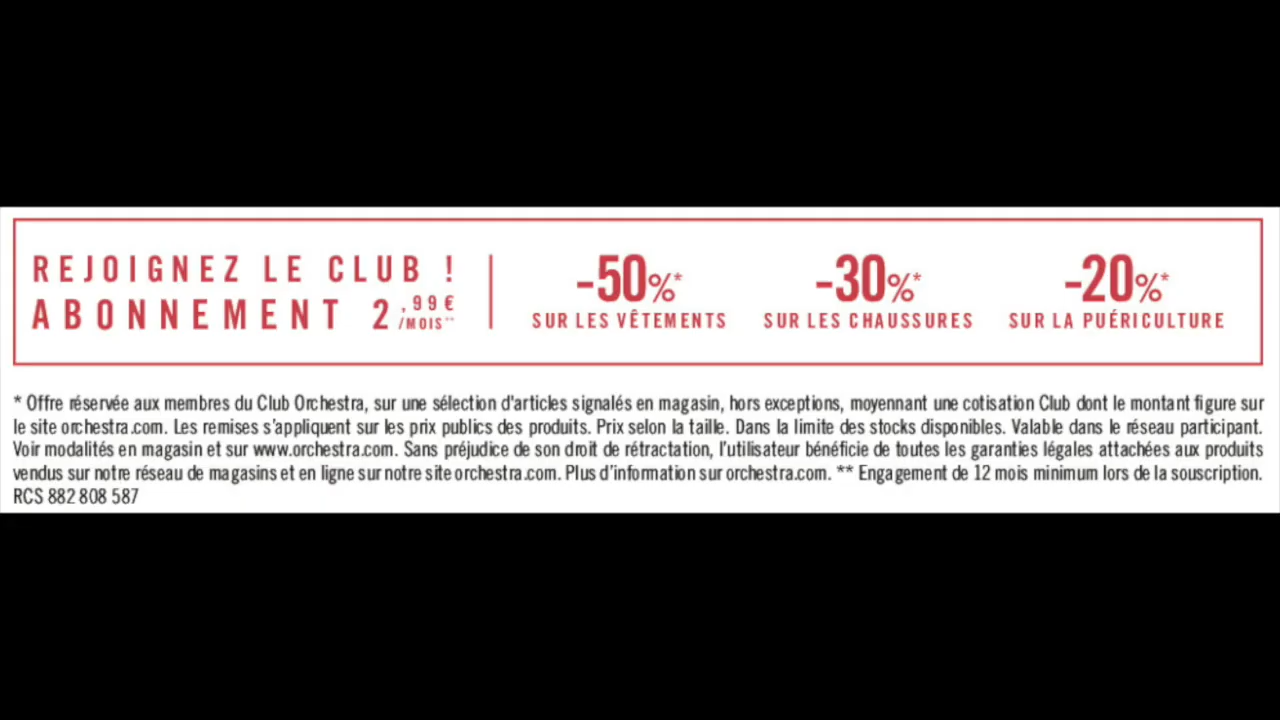 REJOIGNEZ LE CLUB !
ABONNEMENT 2,99€/MOIS**
-50%*
SUR LES VÊTEMENTS
-30%*
SUR LES CHAUSSURES
-20%*
SUR LA PUÉRICULTURE
* Offre réservée aux membres du Club Orchestra, sur une sélection d'articles signalés en magasin, hors exceptions, moyennant une cotisation Club dont le montant figure sur
le site orchestra.com. Les remises s'appliquent sur les prix publics des produits. Prix selon la taille. Dans la limite des stocks disponibles. Valable dans le réseau participant.
Voir modalités en magasin et sur www.orchestra.com. Sans préjudice de son droit de rétractation, l'utilisateur bénéficie de toutes les garanties légales attachées aux produits
vendus sur notre réseau de magasins et en ligne sur notre site orchestra.com. Plus d'information sur orchestra.com. ** Engagement de 12 mois minimum lors de la souscription.
RCS 882 808 587